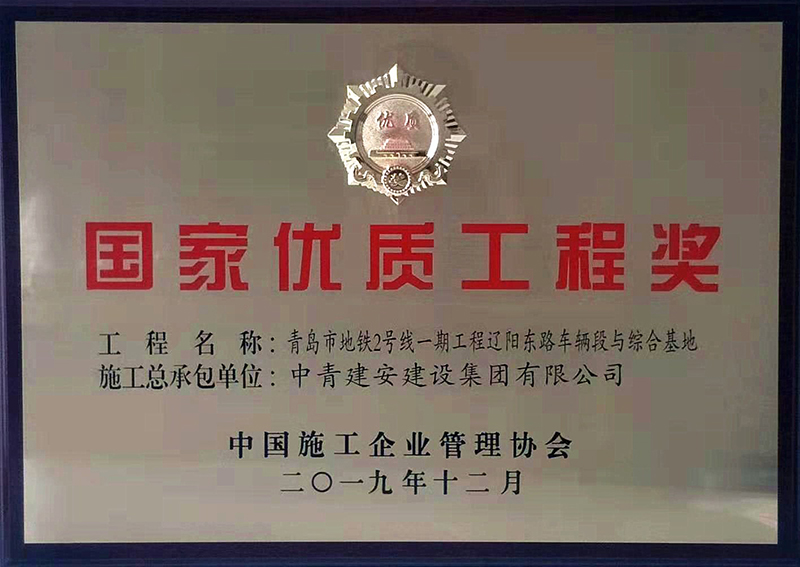 优质
国家优质工程奖
工程名称：青岛市地铁2号线一期工程辽阳东路车辆段与综合基地
施工总承包单位：中青建安建设集团有限公司
中国施工企业管理协会
二〇一九年十二月